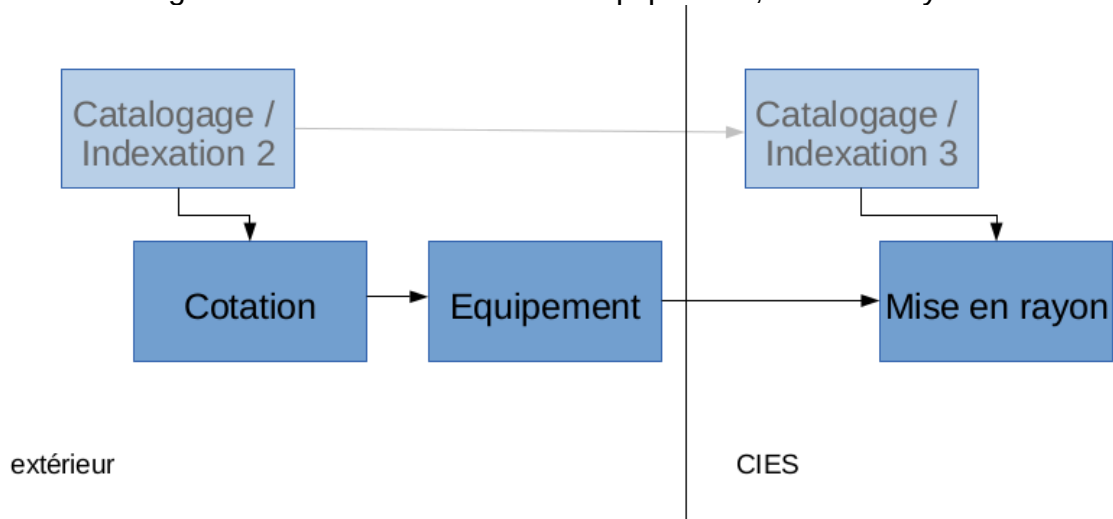 Catalogage /
Indexation 2
Catalogage /
Indexation 3
Cotation
Equipement
Mise en rayon
extérieur
CIES